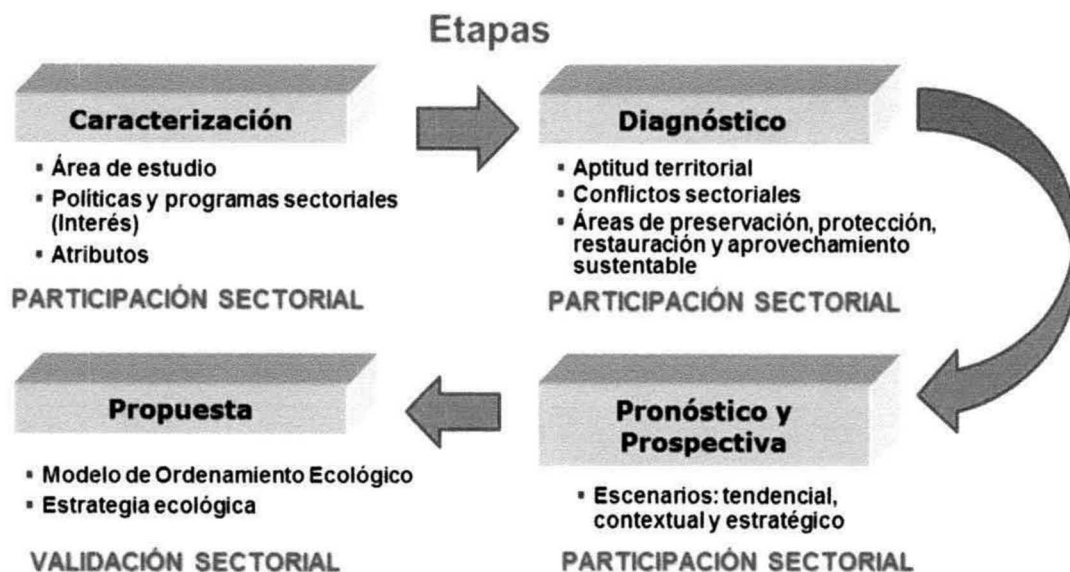 Etapas
Caracterización
▪ Área de estudio
▪ Políticas y programas sectoriales
(Interés)
▪ Atributos
PARTICIPACIÓN SECTORIAL
Diagnóstico
▪ Aptitud territorial
▪ Conflictos sectoriales
▪ Áreas de preservación, protección,
restauración y aprovechamiento
sustentable
PARTICIPACIÓN SECTORIAL
Pronóstico y
Prospectiva
▪ Escenarios: tendencial,
contextual y estratégico
PARTICIPACIÓN SECTORIAL
Propuesta
▪ Modelo de Ordenamiento Ecológico
▪ Estrategia ecológica
VALIDACIÓN SECTORIAL